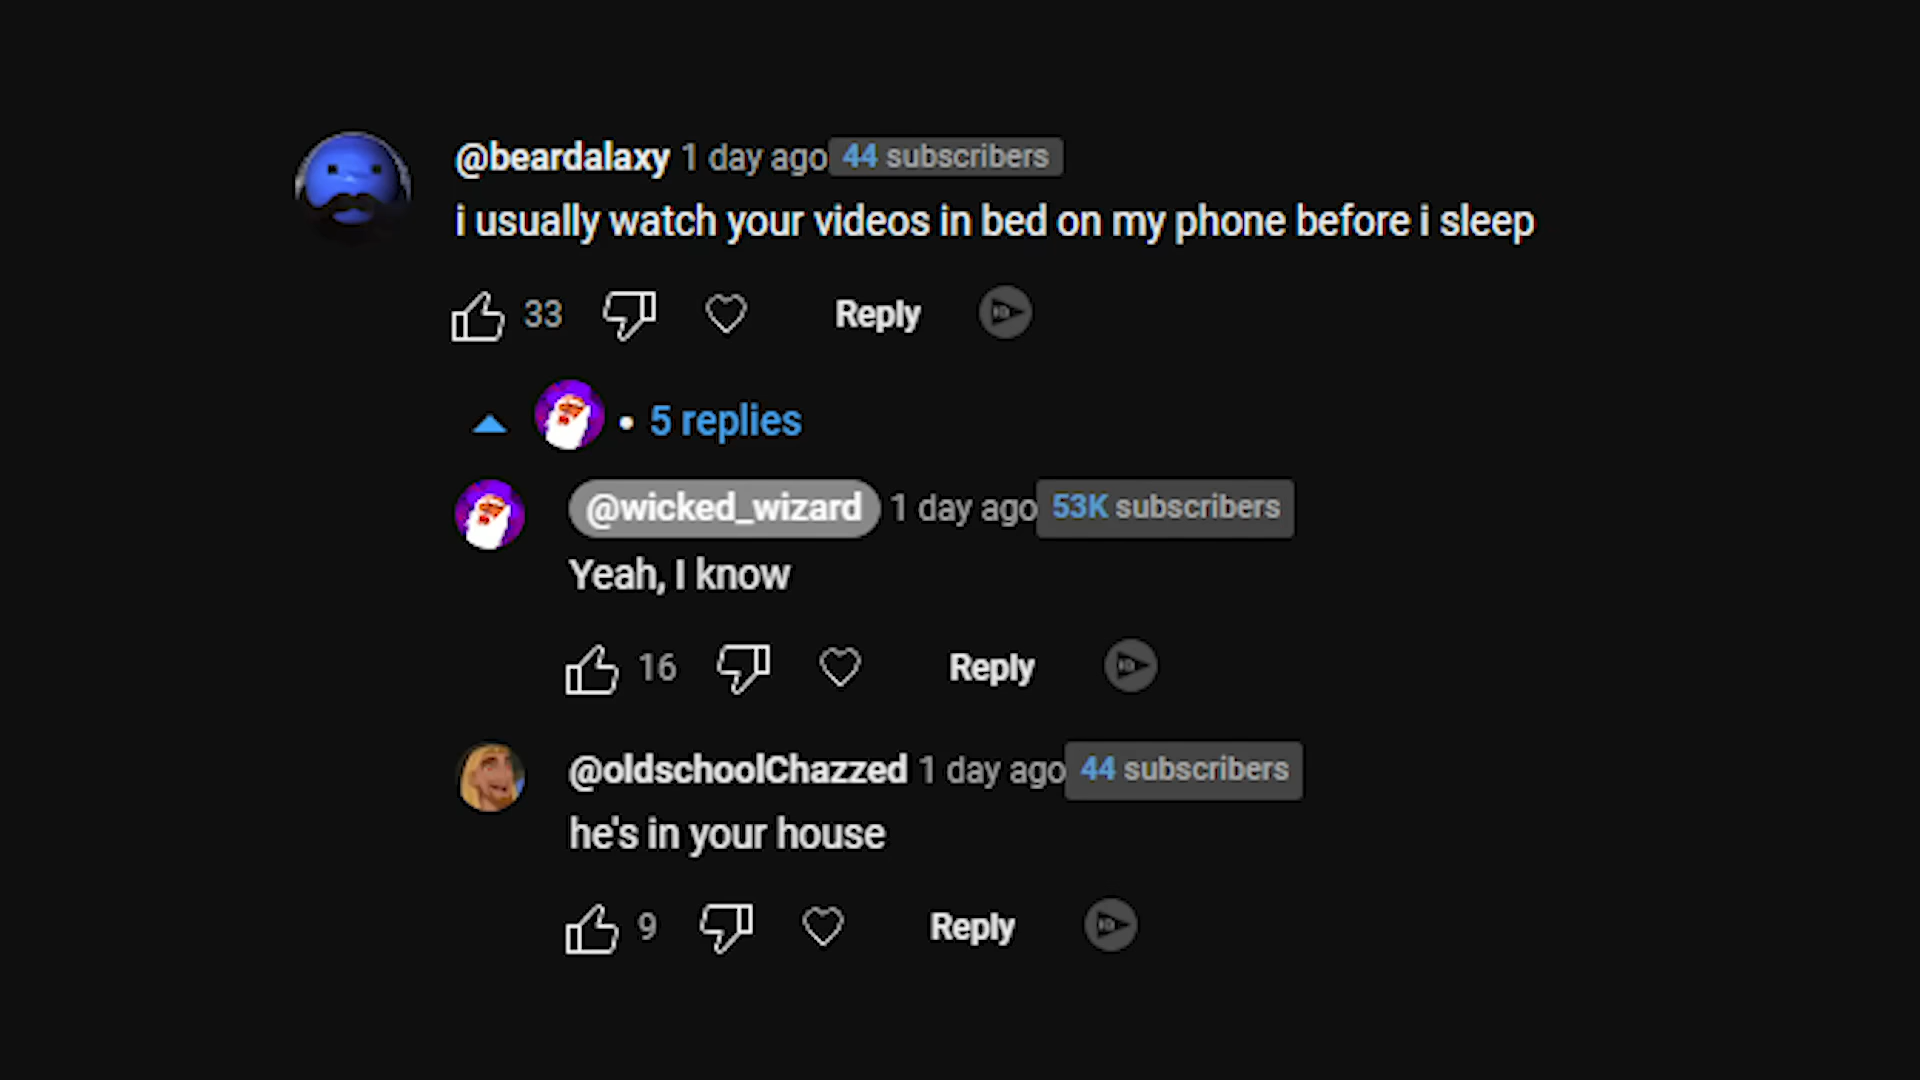 @beardalaxy 1 day ago 44 subscribers
i usually watch your videos in bed on my phone before i sleep
33 Reply
• 5 replies
@wicked_wizard 1 day ago 53K subscribers
Yeah, I know
16 Reply
@oldschoolChazzed 1 day ago 44 subscribers
he's in your house
9 Reply